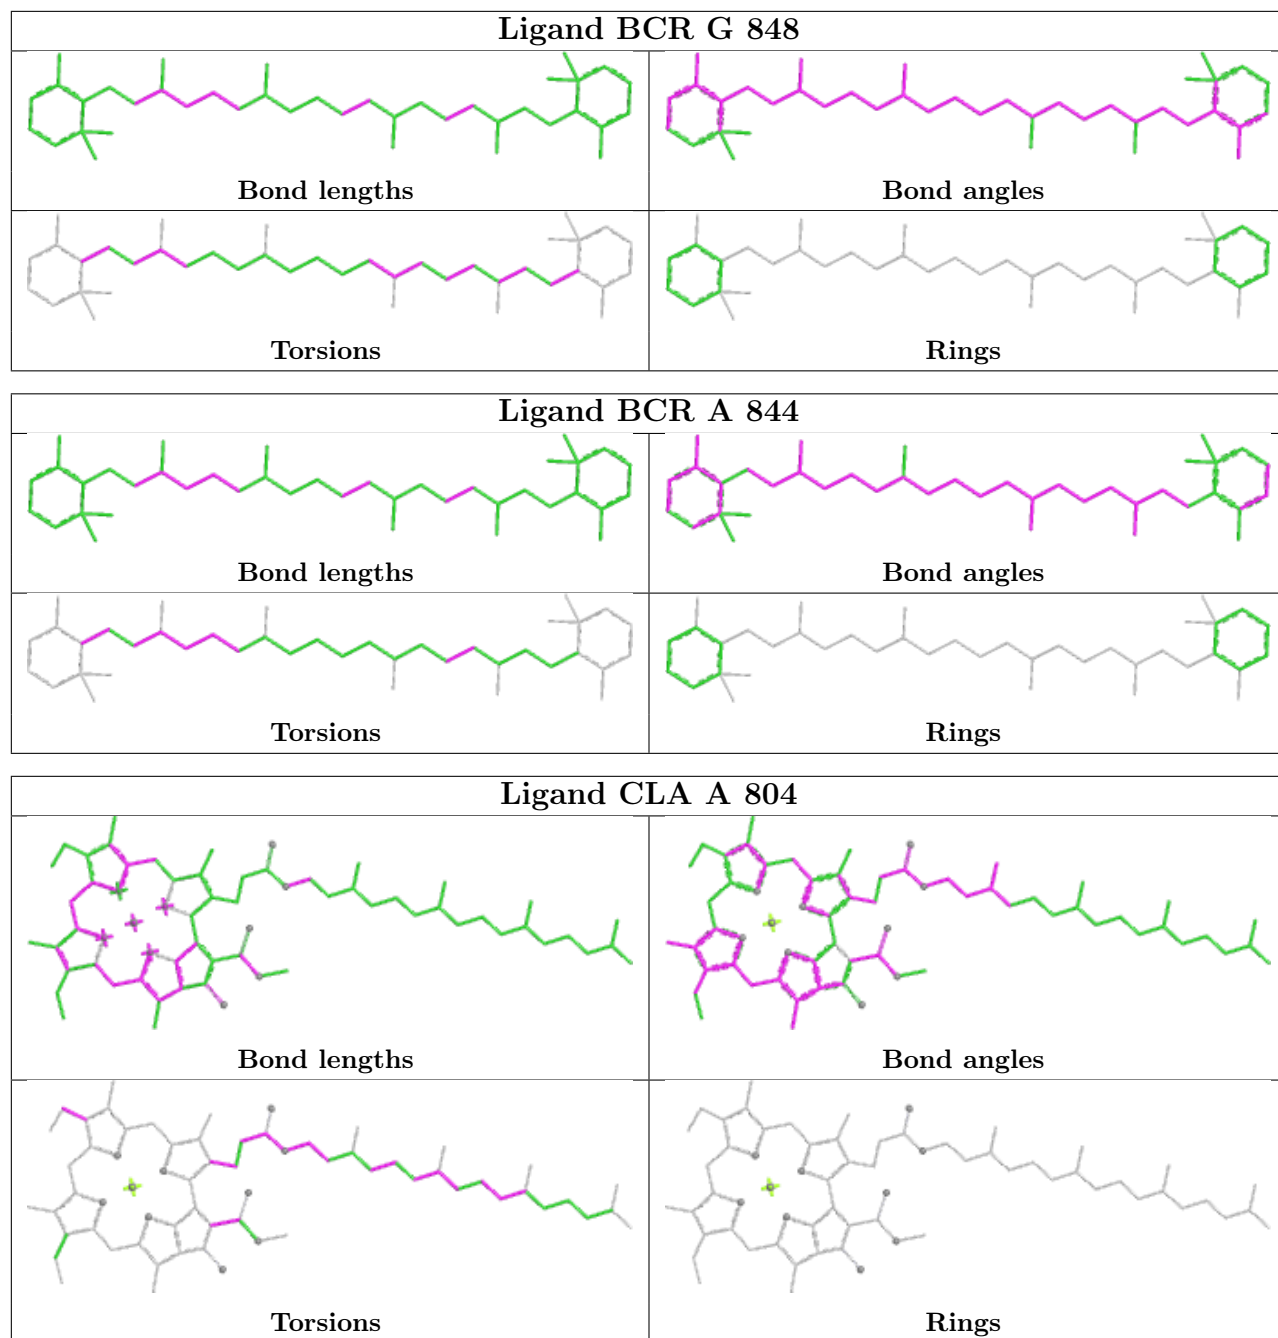 Ligand BCR G 848
Bond lengths
Bond angles
Torsions
Rings
Ligand BCR A 844
Bond lengths
Bond angles
Torsions
Rings
Ligand CLA A 804
Bond lengths
Bond angles
Torsions
Rings